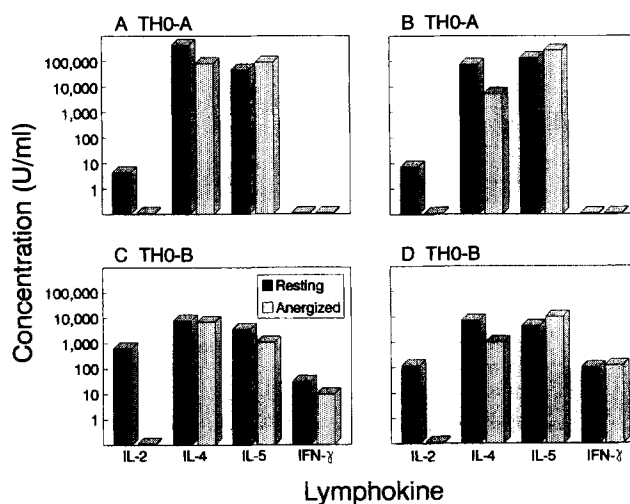 A TH0-A
B TH0-A
100,000
10,000
1,000
100
10
1
C TH0-B
D TH0-B
Resting
Anergized
100,000
10,000
1,000
100
10
1
Concentration (U/ml)
IL-2 IL-4 IL-5 IFN-γ
IL-2 IL-4 IL-5 IFN-γ
Lymphokine